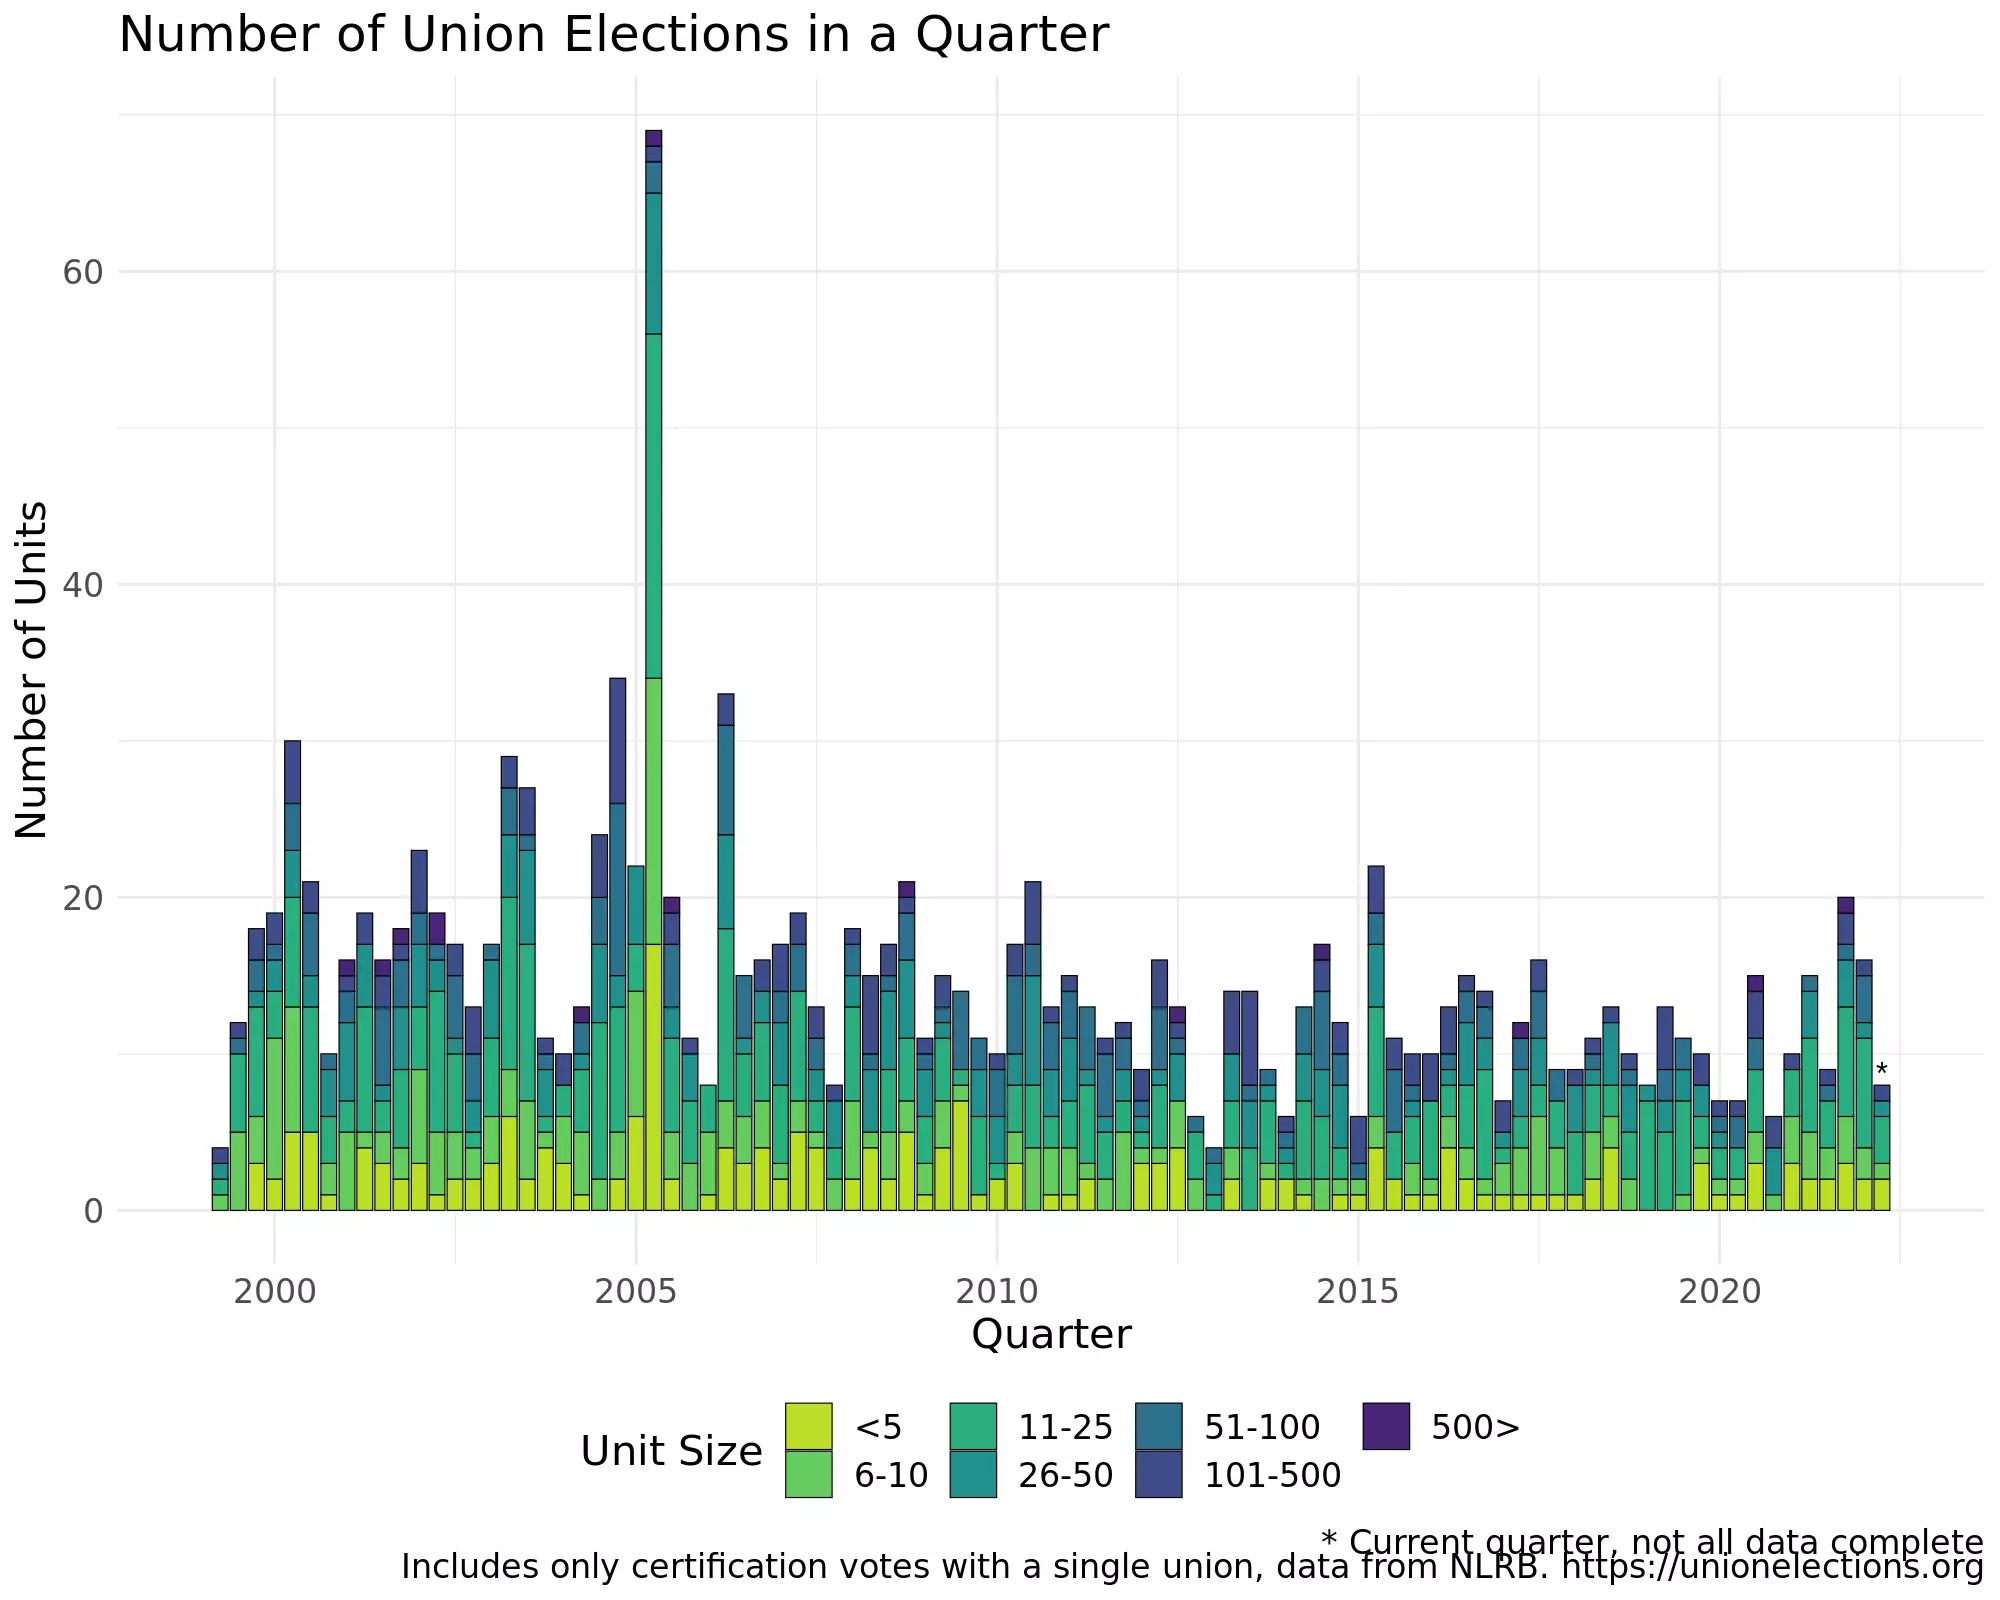 Number of Union Elections in a Quarter
Number of Units
60
40
20
0
*
2000 2005 2010 2015 2020
Quarter
Unit Size
<5 11-25 51-100 500>
6-10 26-50 101-500
* Current quarter, not all data complete
Includes only certification votes with a single union, data from NLRB. https://unionelections.org